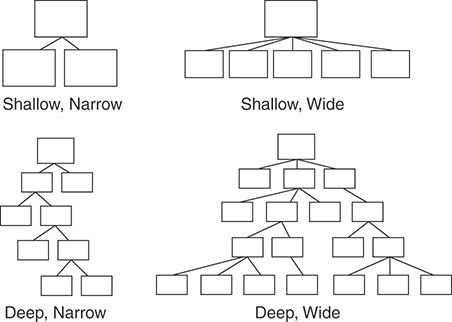 Shallow, Narrow
Shallow, Wide
Deep, Narrow
Deep, Wide